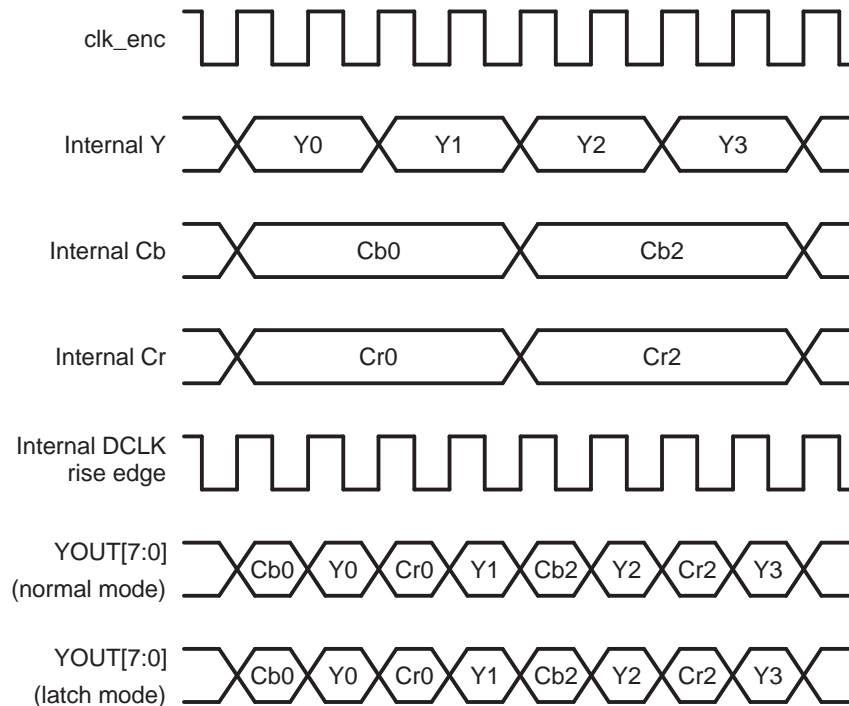 clk_enc
Internal Y
Y0 Y1 Y2 Y3
Internal Cb
Cb0 Cb2
Internal Cr
Cr0 Cr2
Internal DCLK
rise edge
YOUT[7:0]
(normal mode)
Cb0 Y0 Cr0 Y1 Cb2 Y2 Cr2 Y3
YOUT[7:0]
(latch mode)
Cb0 Y0 Cr0 Y1 Cb2 Y2 Cr2 Y3